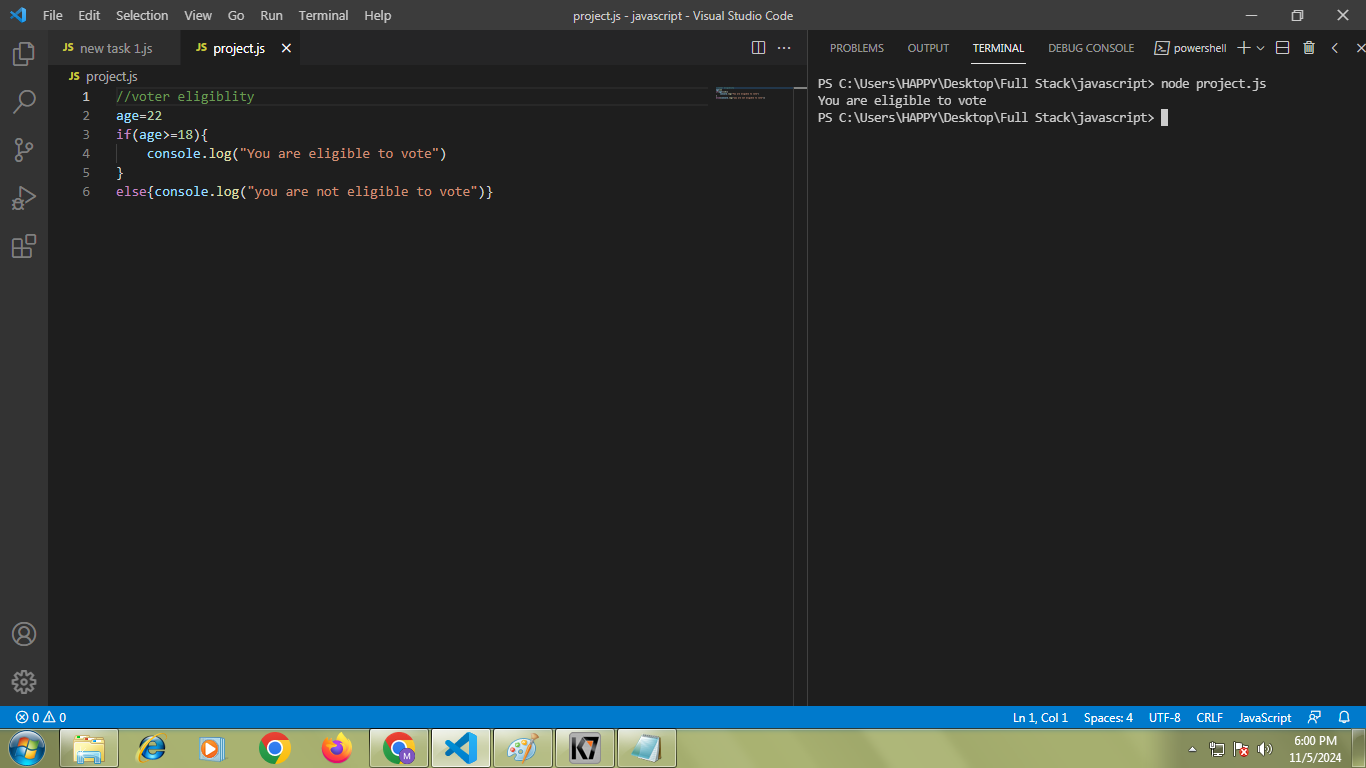 File Edit Selection View Go Run Terminal Help
project.js - javascript - Visual Studio Code
JS new task 1.js
JS project.js
PROBLEMS OUTPUT TERMINAL DEBUG CONSOLE
powershell
JS project.js
1 //voter eligiblity
2 age=22
3 if(age>=18){
4 console.log("You are eligible to vote")
5 }
6 else{console.log("you are not eligible to vote")}
PS C:\Users\HAPPY\Desktop\Full Stack\javascript> node project.js
You are eligible to vote
PS C:\Users\HAPPY\Desktop\Full Stack\javascript>
0 0
Ln 1, Col 1 Spaces: 4 UTF-8 CRLF JavaScript
M
K7
6:00 PM
11/5/2024